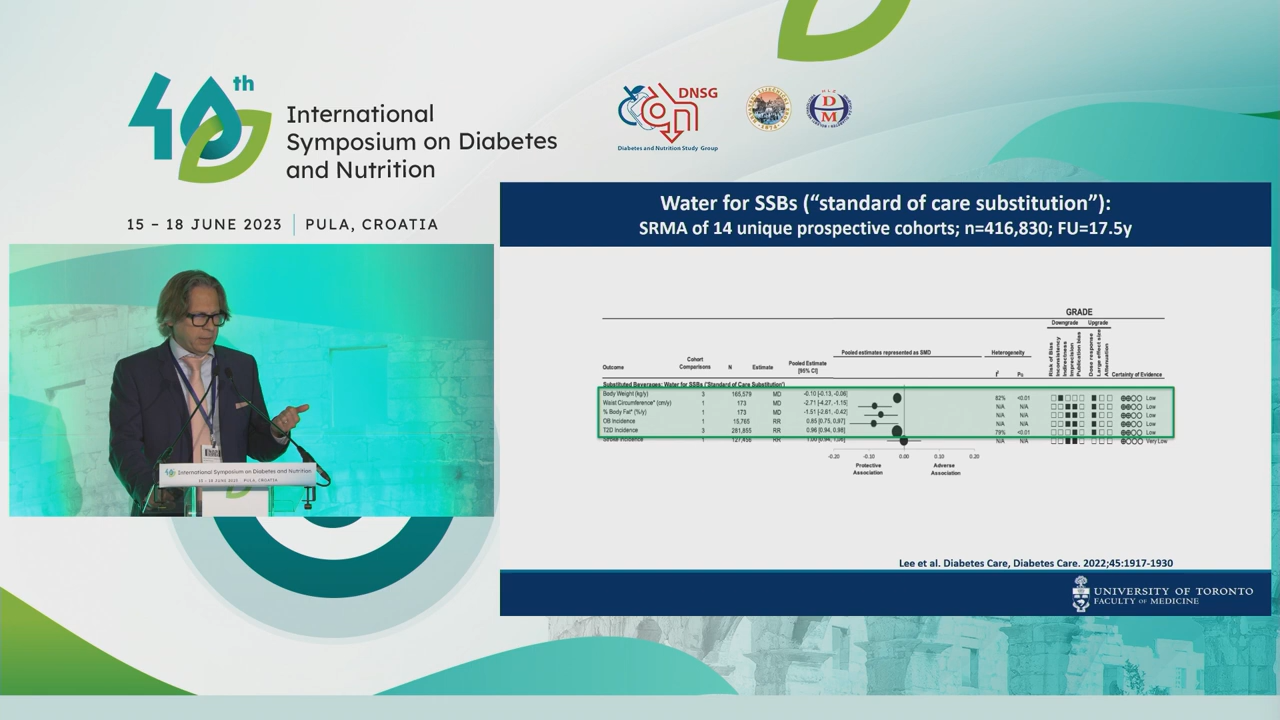 40th
International
Symposium on Diabetes
and Nutrition
15 – 18 JUNE 2023 | PULA, CROATIA
DNSG
Diabetes and Nutrition Study Group
D
M
Water for SSBs (“standard of care substitution”):
SRMA of 14 unique prospective cohorts; n=416,830; FU=17.5y
GRADE
Downgrade Upgrade
Outcome Cohort Comparisons N Estimate Pooled Estimate [95% CI] Pooled estimates represented as SMD Heterogeneity I² Risk of Bias Inconsistency Indirectness Imprecision Publication bias Dose response Large effect size Attenuation Certainty of Evidence
Substituted Beverages: Water for SSBs ('Standard of Care Substitution')
Body Weight (kg/y) 3 165,579 MD -0.10 [-0.13, -0.06] 82% <0.01 Low
Waist Circumference* (cm/y) 1 173 MD -2.71 [-4.27, -1.15] N/A N/A Low
% Body Fat* (%/y) 1 173 MD -1.51 [-2.61, -0.42] N/A N/A Low
OB Incidence 1 15,765 RR 0.85 [0.75, 0.97] N/A N/A Low
T2D Incidence 3 281,855 RR 0.96 [0.94, 0.98] 79% <0.01 Low
Stroke Incidence 1 127,456 RR 1.00 [0.94, 1.06] N/A N/A Very Low
-0.20 -0.10 0.00 0.10 0.20
Protective Adverse
Association Association
Lee et al. Diabetes Care, Diabetes Care. 2022;45:1917-1930
UNIVERSITY OF TORONTO
FACULTY OF MEDICINE
International Symposium on Diabetes and Nutrition
15 – 18 JUNE 2023 | PULA, CROATIA